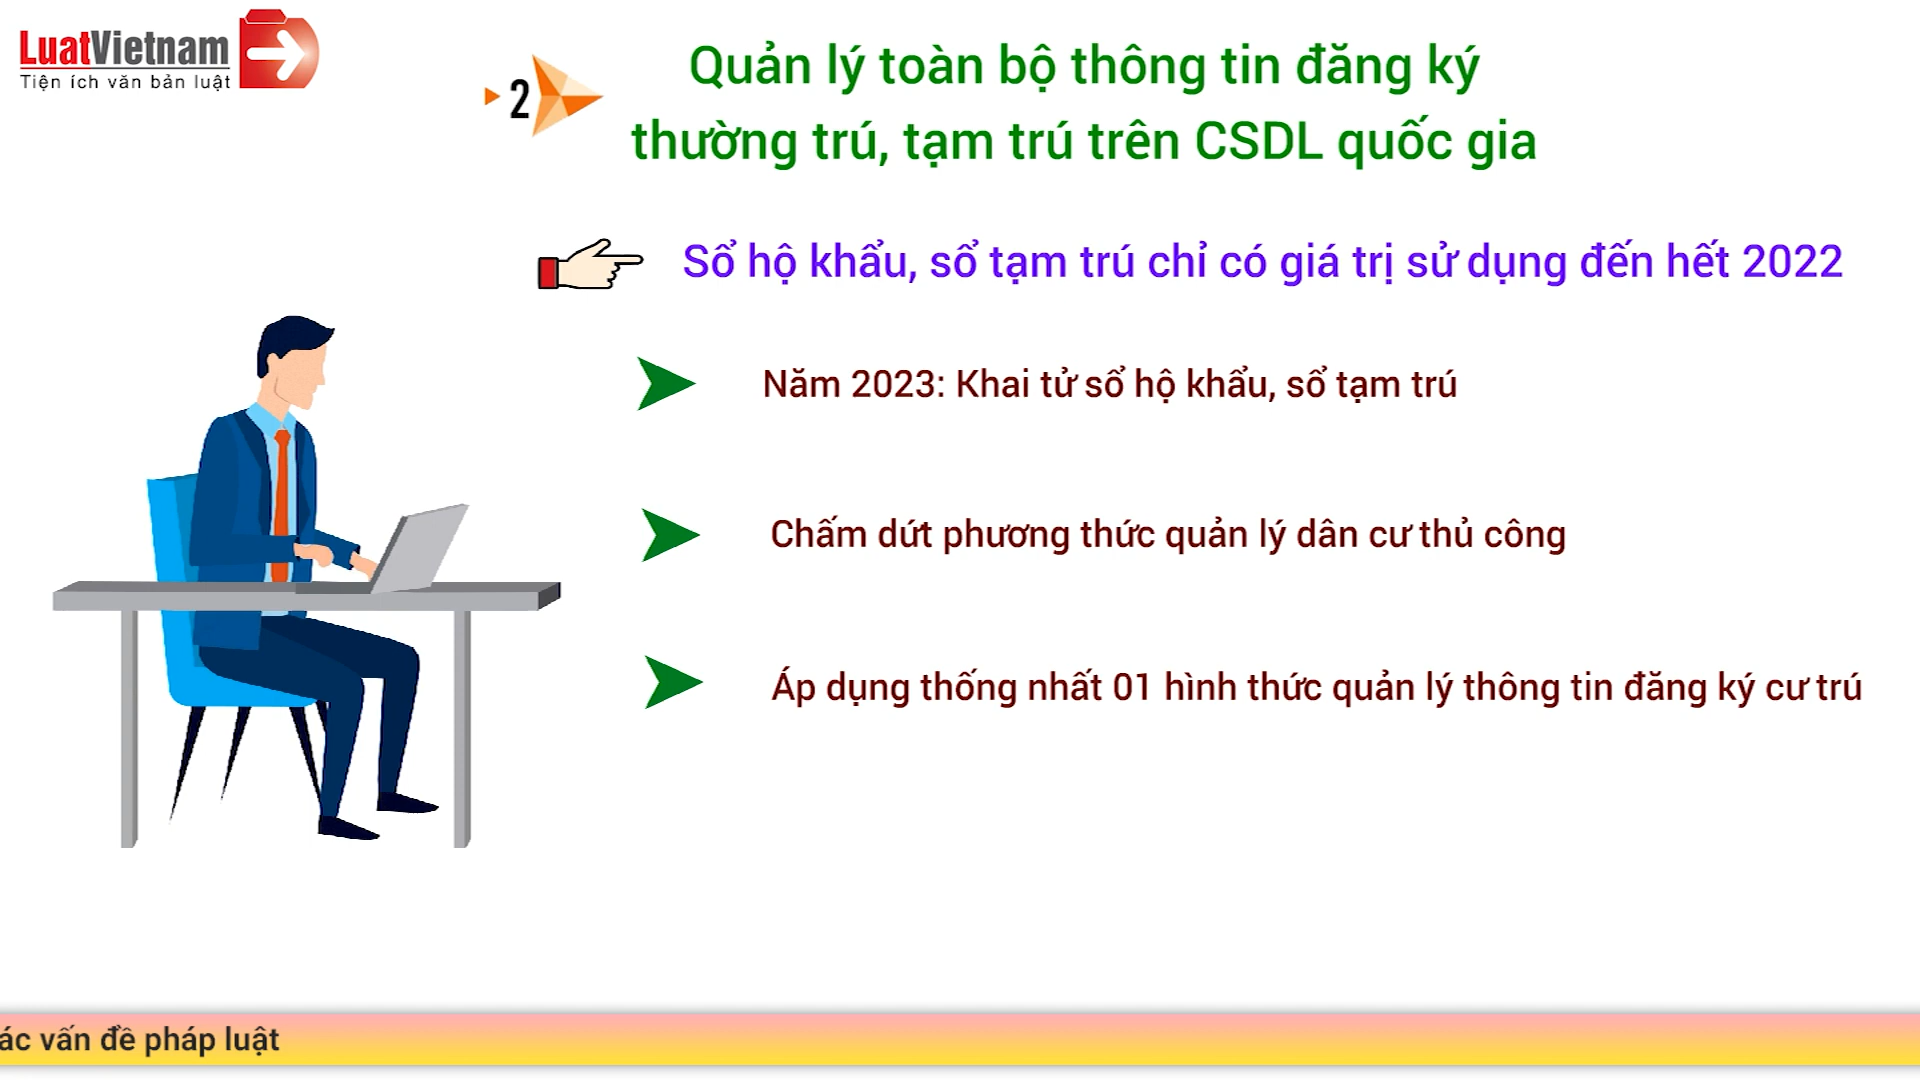 LuatVietnam
Tiện ích văn bản luật
2
Quản lý toàn bộ thông tin đăng ký
thường trú, tạm trú trên CSDL quốc gia
Sổ hộ khẩu, sổ tạm trú chỉ có giá trị sử dụng đến hết 2022
Năm 2023: Khai tử sổ hộ khẩu, sổ tạm trú
Chấm dứt phương thức quản lý dân cư thủ công
Áp dụng thống nhất 01 hình thức quản lý thông tin đăng ký cư trú
ác vấn đề pháp luật